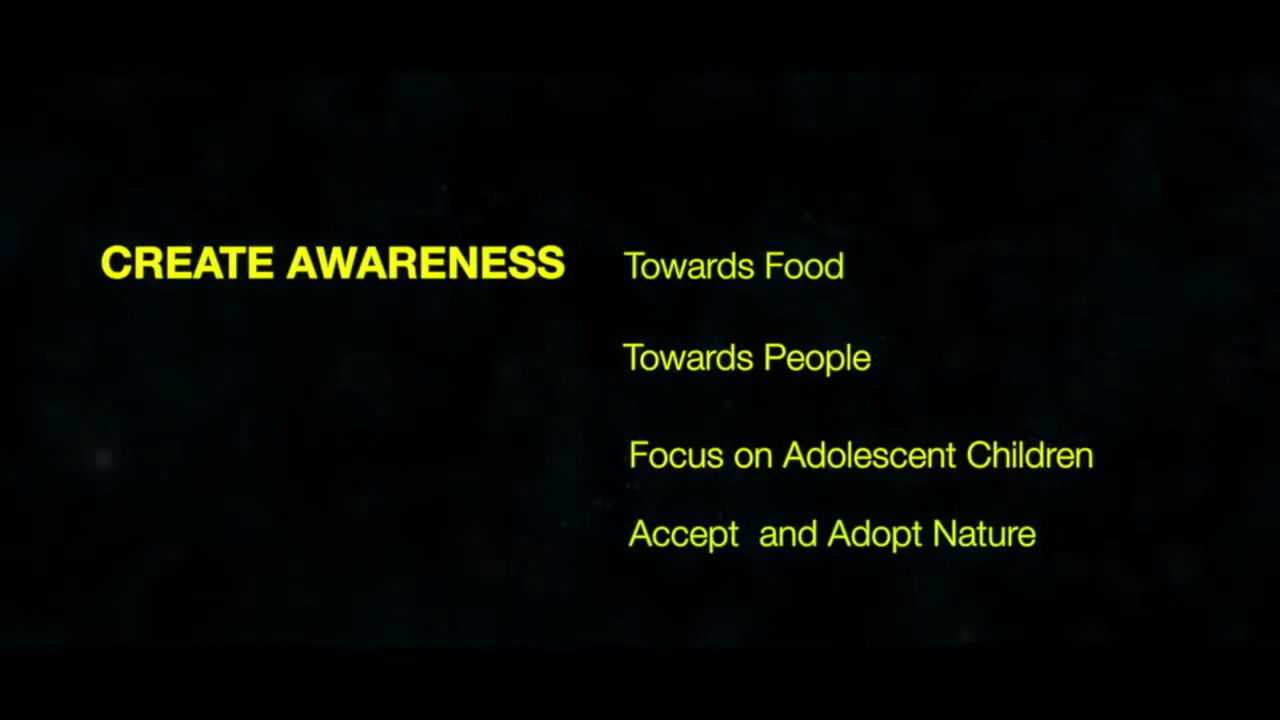 CREATE AWARENESS Towards Food
Towards People
Focus on Adolescent Children
Accept  and Adopt Nature